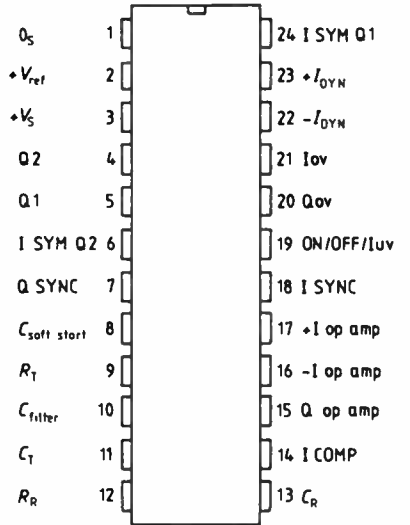 0S 1
+Vref 2
+VS 3
Q2 4
Q1 5
I SYM Q2 6
Q SYNC 7
Csoft start 8
RT 9
Cfilter 10
CT 11
RR 12
24 I SYM Q1
23 +IDYN
22 -IDYN
21 Iov
20 Qov
19 ON/OFF/Iuv
18 I SYNC
17 +I op amp
16 -I op amp
15 Q op amp
14 I COMP
13 CR